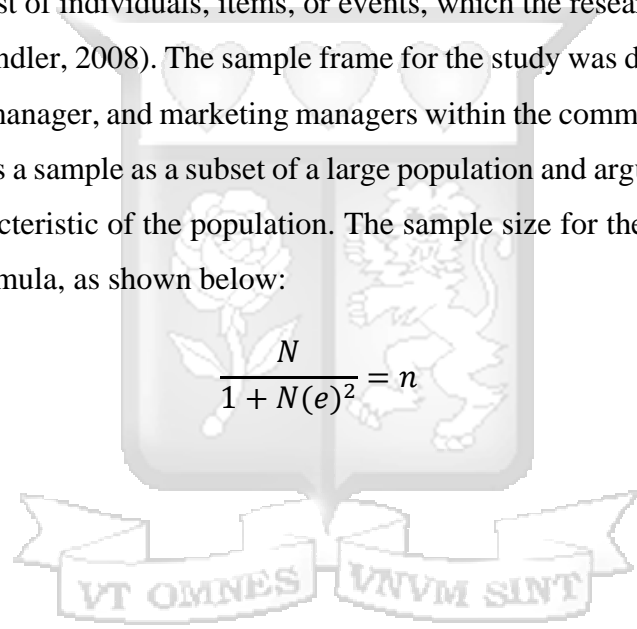 st of individuals, items, or events, which the resear
ndler, 2008). The sample frame for the study was d
manager, and marketing managers within the comm
s a sample as a subset of a large population and argu
cteristic of the population. The sample size for the
mula, as shown below:
N / 1 + N(e)² = n
VT OMNES VNVM SINT